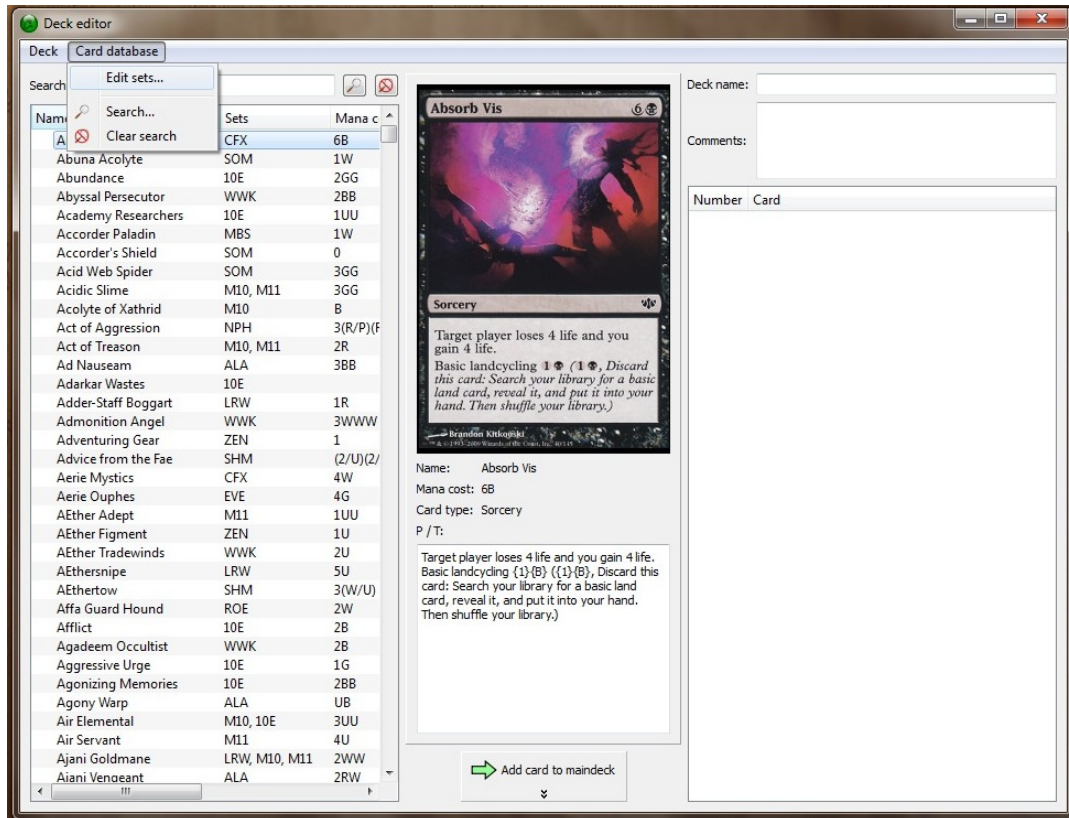 Deck editor
Deck Card database
Search
Edit sets...
Search...
Clear search
Name Sets Mana c
A CFX 6B
Abuna Acolyte SOM 1W
Abundance 10E 2GG
Abyssal Persecutor WWK 2BB
Academy Researchers 10E 1UU
Accorder Paladin MBS 1W
Accorder's Shield SOM 0
Acid Web Spider SOM 3GG
Acidic Slime M10, M11 3GG
Acolyte of Xathrid M10 B
Act of Aggression NPH 3(R/P)(F
Act of Treason M10, M11 2R
Ad Nauseam ALA 3BB
Adarkar Wastes 10E
Adder-Staff Boggart LRW 1R
Admonition Angel WWK 3WWW
Adventuring Gear ZEN 1
Advice from the Fae SHM (2/U)(2/
Aerie Mystics CFX 4W
Aerie Ouphes EVE 4G
AEther Adept M11 1UU
AEther Figment ZEN 1U
AEther Tradewinds WWK 2U
AEthersnipe LRW 5U
AEthertow SHM 3(W/U)
Affa Guard Hound ROE 2W
Afflict 10E 2B
Agadeem Occultist WWK 2B
Aggressive Urge 10E 1G
Agonizing Memories 10E 2BB
Agony Warp ALA UB
Air Elemental M10, 10E 3UU
Air Servant M11 4U
Ajani Goldmane LRW, M10, M11 2WW
Ajani Vengeant ALA 2RW
Absorb Vis 6
Sorcery
Target player loses 4 life and you
gain 4 life.
Basic landcycling 1 (1, Discard
this card: Search your library for a basic
land card, reveal it, and put it into your
hand. Then shuffle your library.)
Brandon Kitkouski
Name: Absorb Vis
Mana cost: 6B
Card type: Sorcery
P / T:
Target player loses 4 life and you gain 4 life.
Basic landcycling {1}{B} ({1}{B}, Discard this
card: Search your library for a basic land
card, reveal it, and put it into your hand.
Then shuffle your library.)
Add card to maindeck
Deck name:
Comments:
Number Card